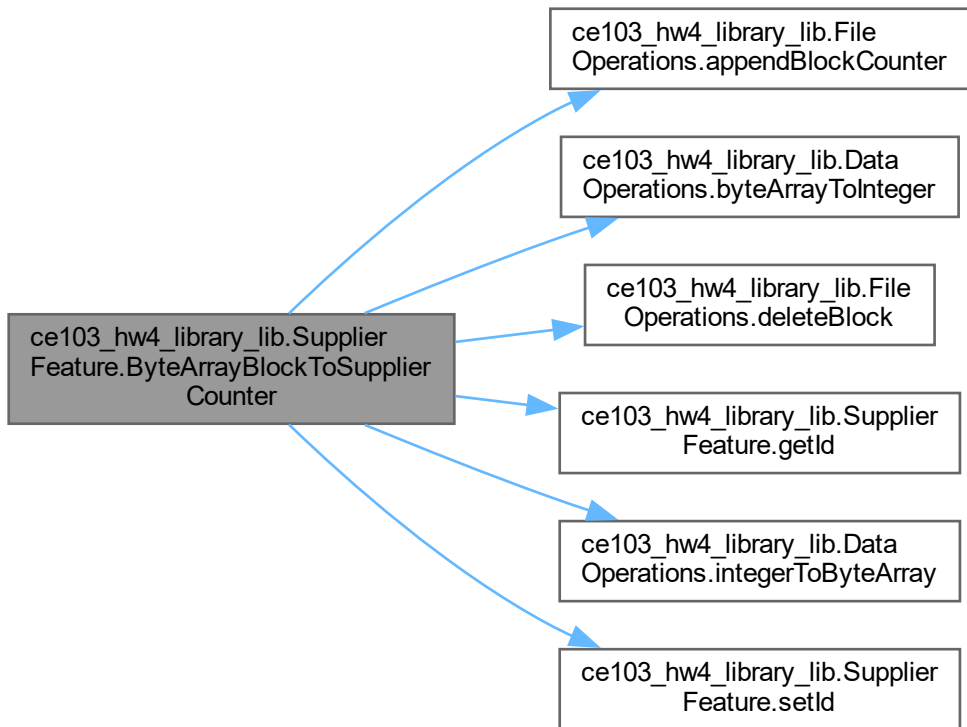 ce103_hw4_library_lib.File
Operations.appendBlockCounter
ce103_hw4_library_lib.Data
Operations.byteArrayToInteger
ce103_hw4_library_lib.File
Operations.deleteBlock
ce103_hw4_library_lib.Supplier
Feature.ByteArrayBlockToSupplier
Counter
ce103_hw4_library_lib.Supplier
Feature.getId
ce103_hw4_library_lib.Data
Operations.integerToByteArray
ce103_hw4_library_lib.Supplier
Feature.setId